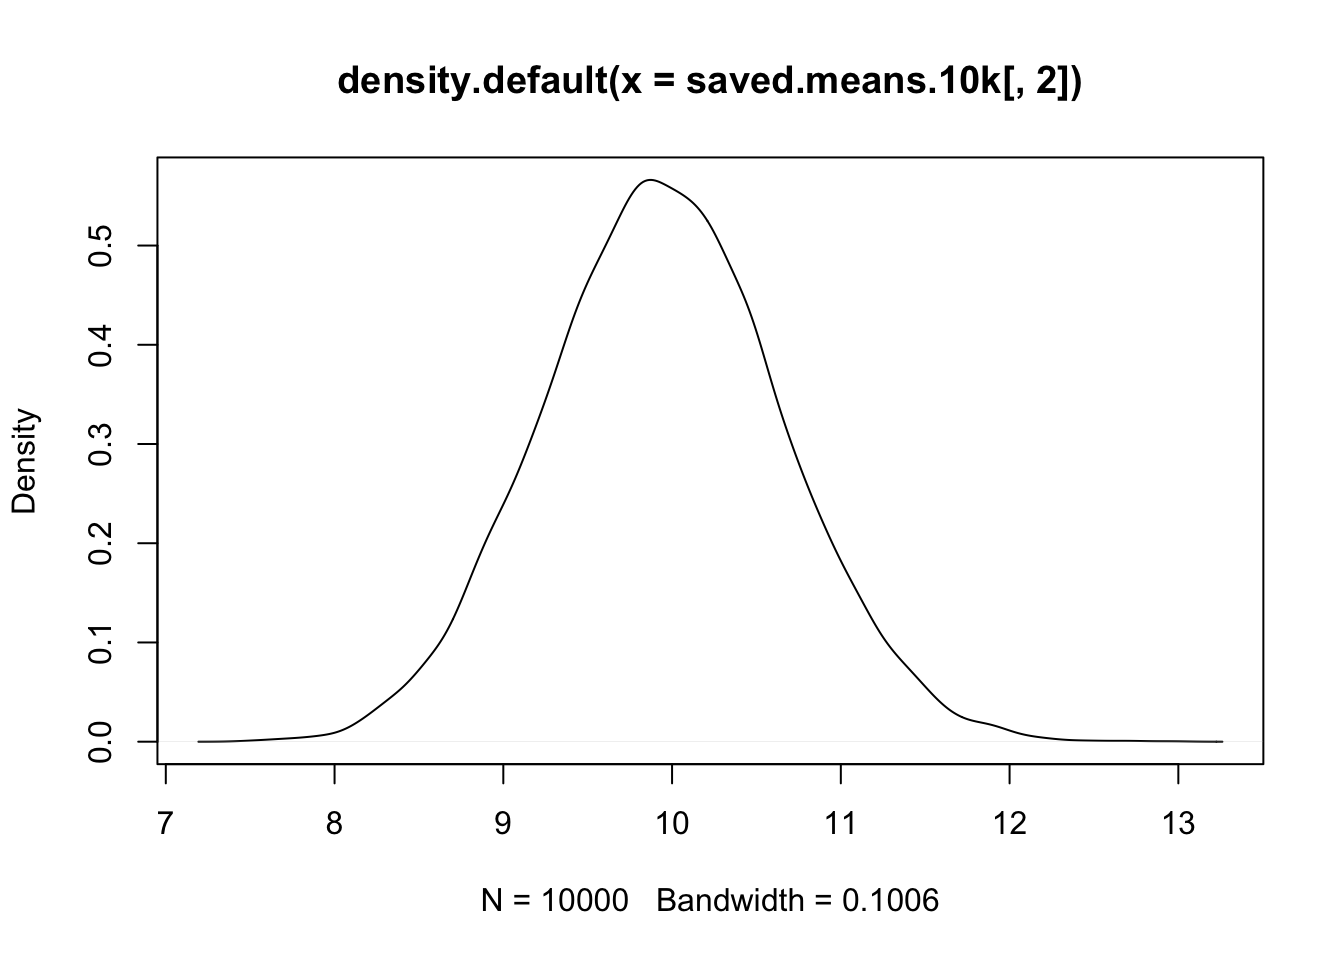 density.default(x = saved.means.10k[, 2])
Density
0.5
0.4
0.3
0.2
0.1
0.0
7 8 9 10 11 12 13
N = 10000 Bandwidth = 0.1006